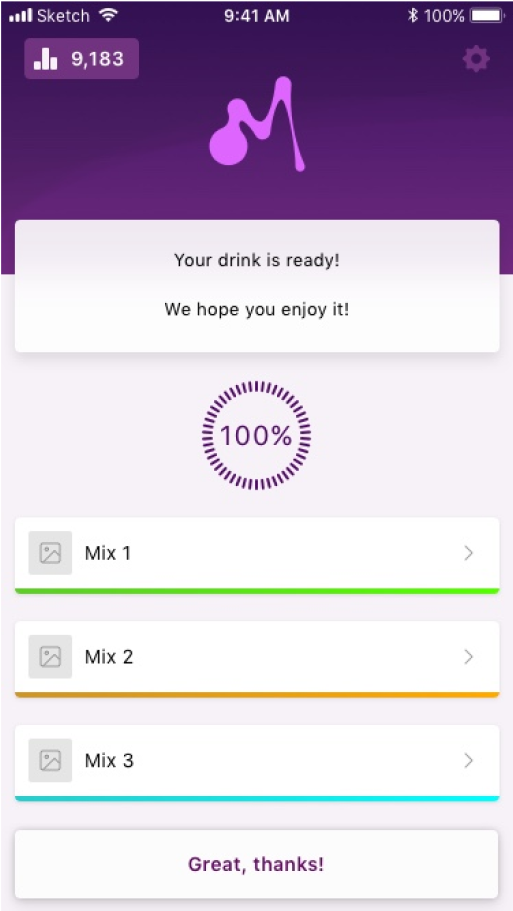 Sketch 9:41 AM 100%
9,183
Your drink is ready!
We hope you enjoy it!
100%
Mix 1
Mix 2
Mix 3
Great, thanks!